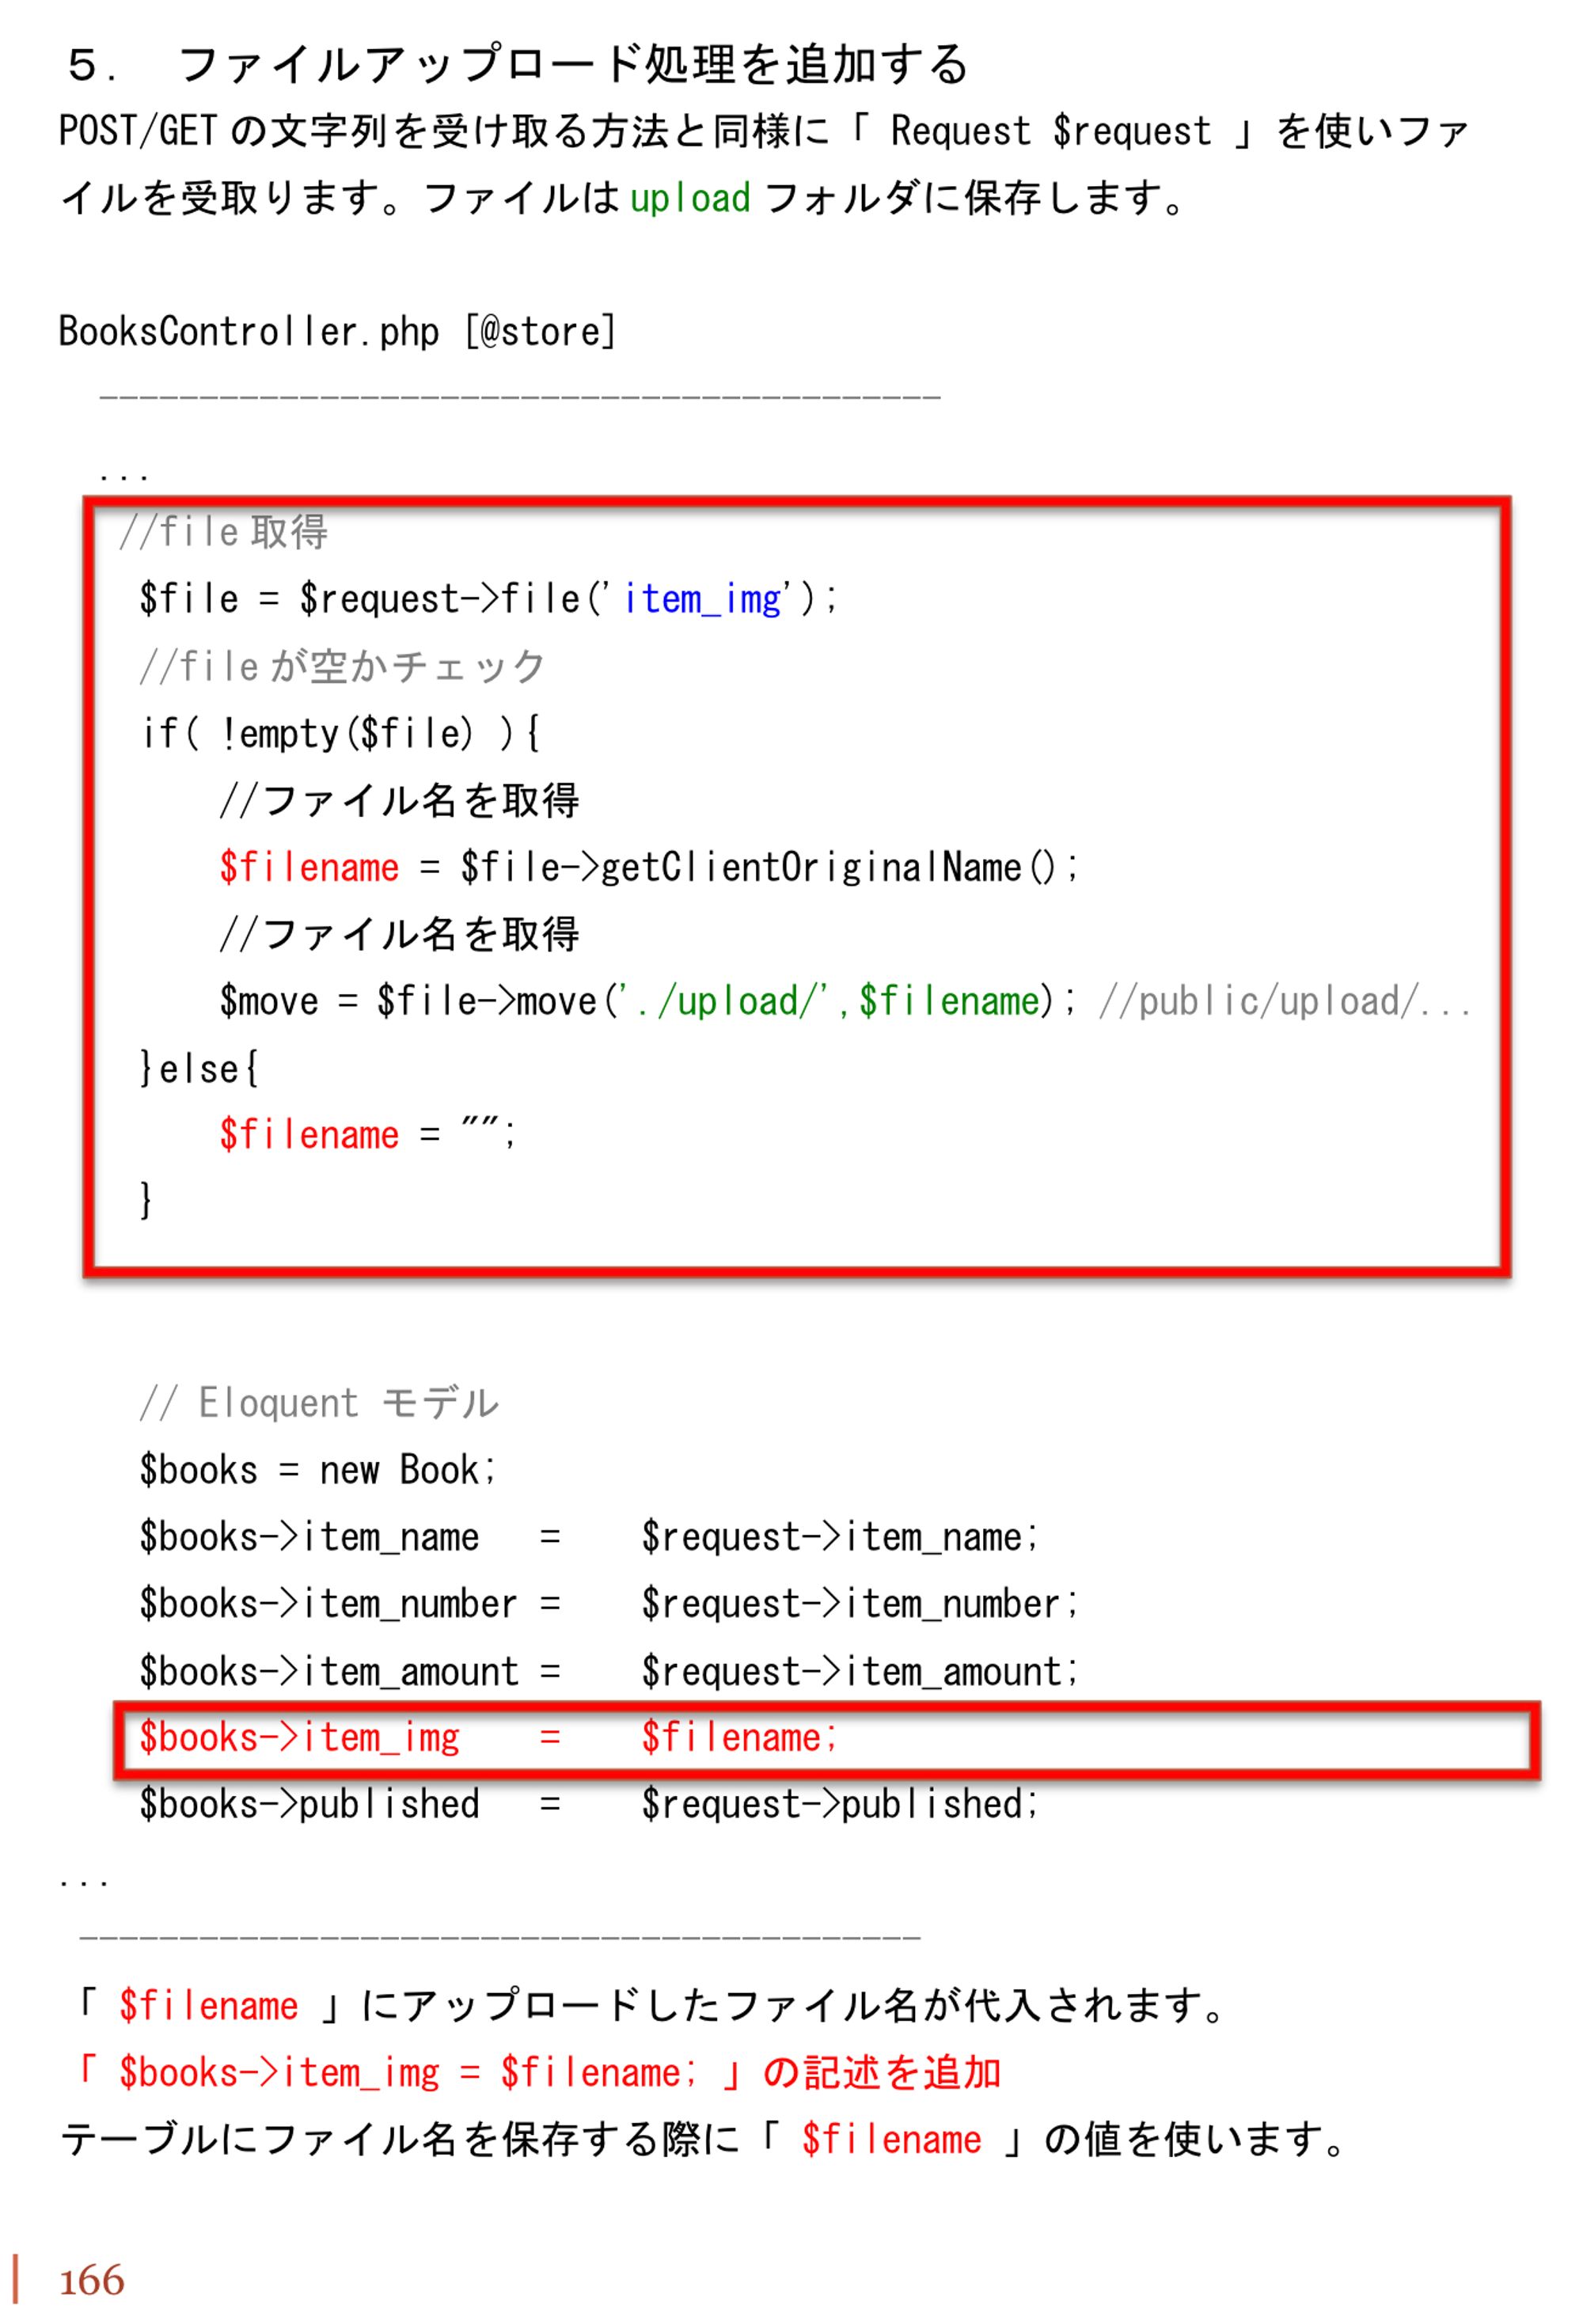 ５． ファイルアップロード処理を追加する
POST/GET の文字列を受け取る方法と同様に「 Request $request 」を使いファ
イルを受取ります。ファイルは upload フォルダに保存します。
BooksController.php [@store]
------------------------------------------
...
//file 取得
$file = $request->file('item_img');
//file が空かチェック
if( !empty($file) ){
//ファイル名を取得
$filename = $file->getClientOriginalName();
//ファイル名を取得
$move = $file->move('./upload/',$filename); //public/upload/...
}else{
$filename = "";
}
// Eloquent モデル
$books = new Book;
$books->item_name = $request->item_name;
$books->item_number = $request->item_number;
$books->item_amount = $request->item_amount;
$books->item_img = $filename;
$books->published = $request->published;
...
------------------------------------------
「 $filename 」にアップロードしたファイル名が代入されます。
「 $books->item_img = $filename; 」の記述を追加
テーブルにファイル名を保存する際に「 $filename 」の値を使います。
166